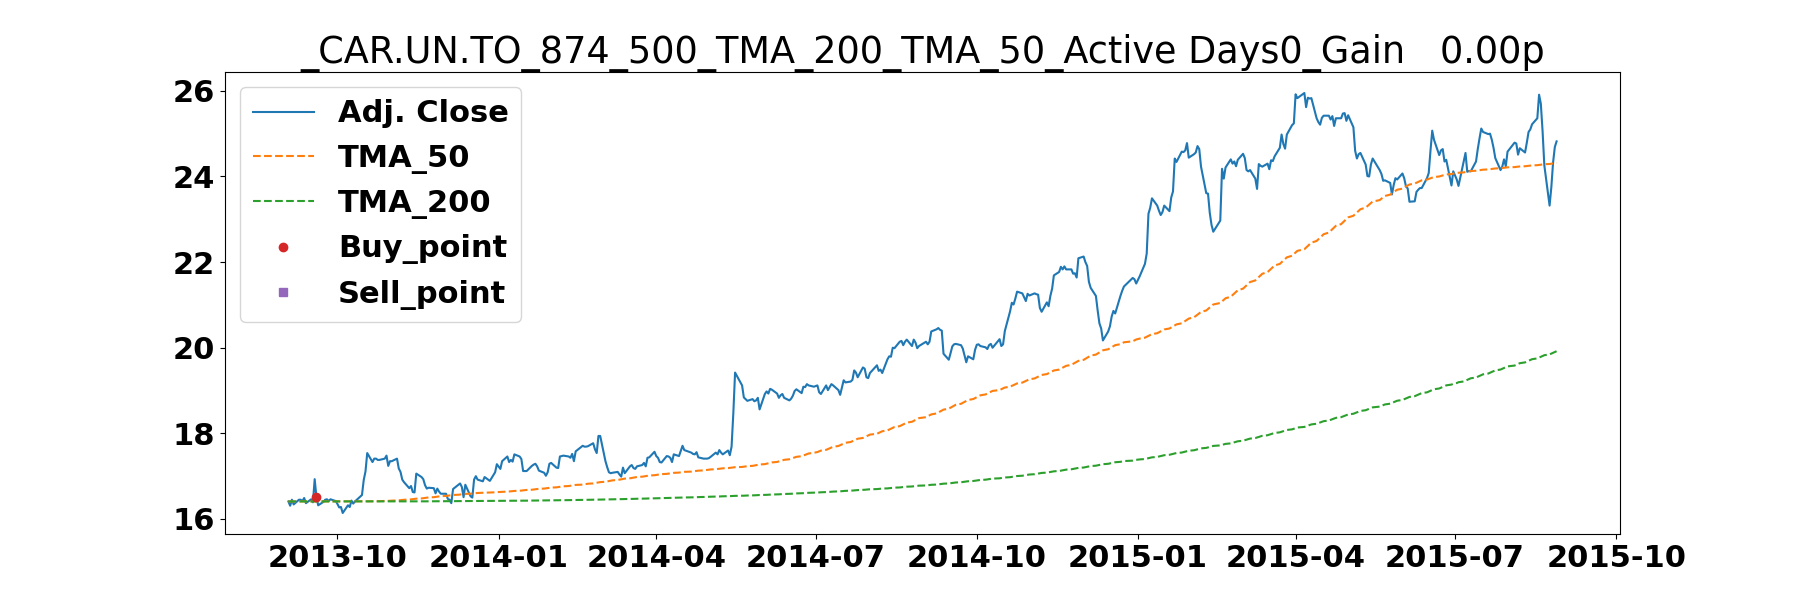 _CAR.UN.TO_874_500_TMA_200_TMA_50_Active Days0_Gain   0.00p
26
24
22
20
18
16
Adj. Close
TMA_50
TMA_200
Buy_point
Sell_point
2013-10 2014-01 2014-04 2014-07 2014-10 2015-01 2015-04 2015-07 2015-10